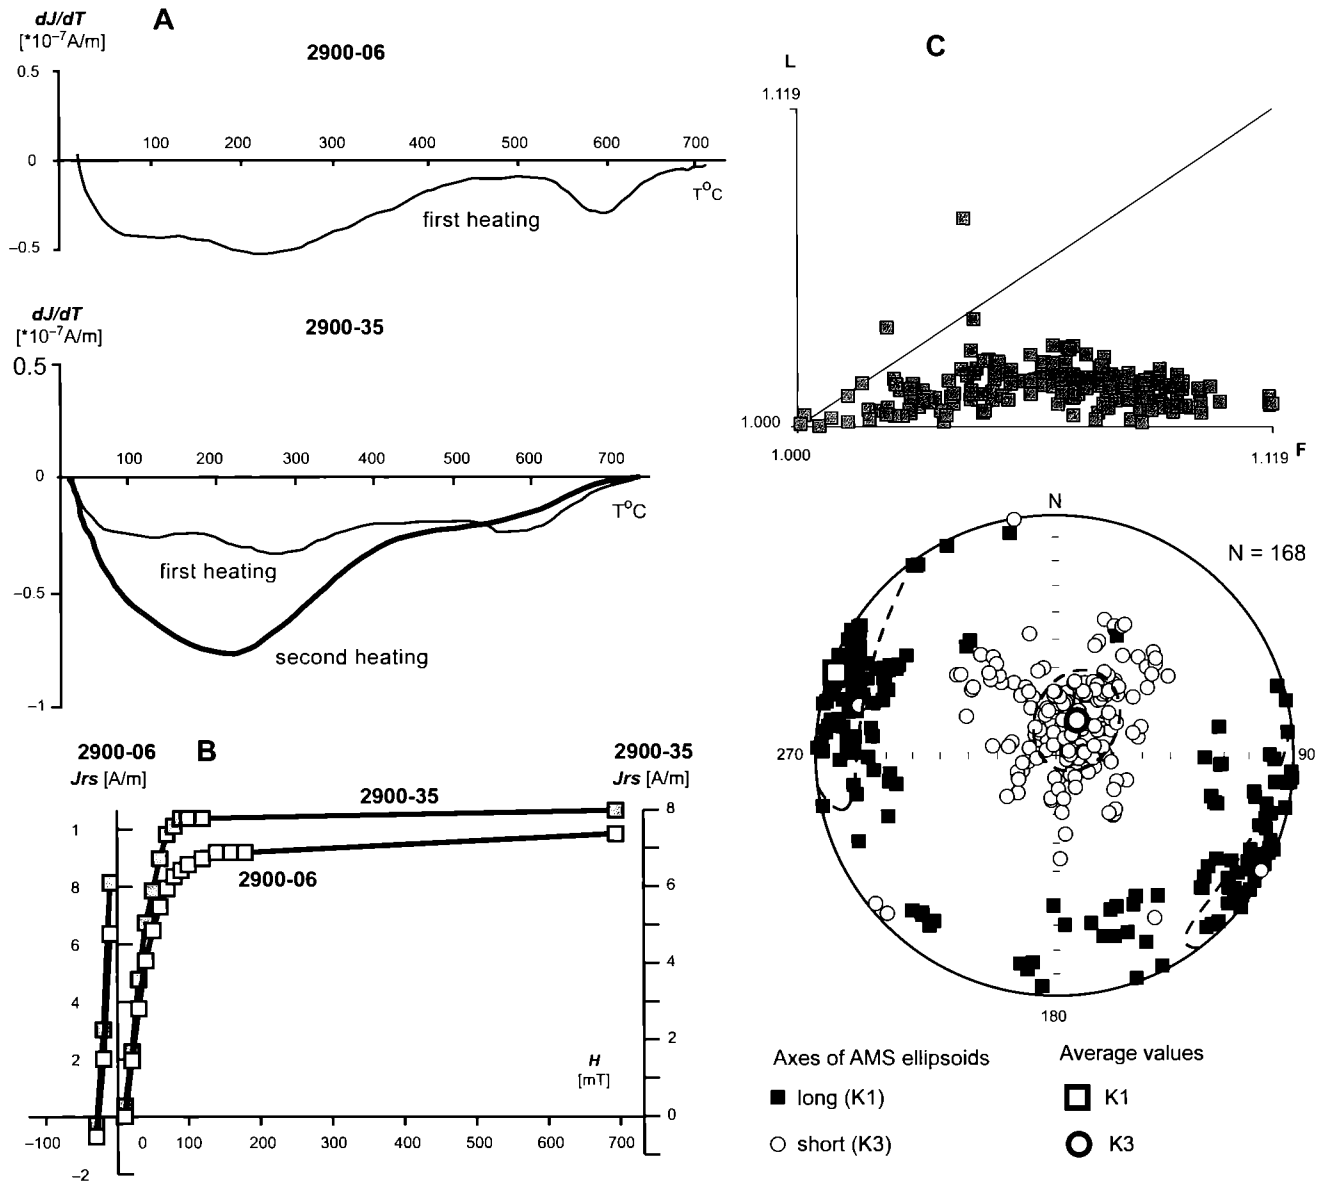 A
dJ/dT
[*10⁻⁷A/m]
2900-06
0.5
100 200 300 400 500 600 700
0
T°C
first heating
–0.5
dJ/dT
[*10⁻⁷A/m]
2900-35
0.5
100 200 300 400 500 600 700
0
T°C
first heating
–0.5
second heating
–1
B
2900-06
Jrs [A/m]
2900-35
Jrs [A/m]
2900-35
2900-06
1
8
6
4
2
–2
8
6
4
2
0
H
[mT]
–100 0 100 200 300 400 500 600 700
C
L
1.119
1.000
1.000
1.119 F
N
N = 168
270
90
180
Axes of AMS ellipsoids
long (K1)
short (K3)
Average values
K1
K3